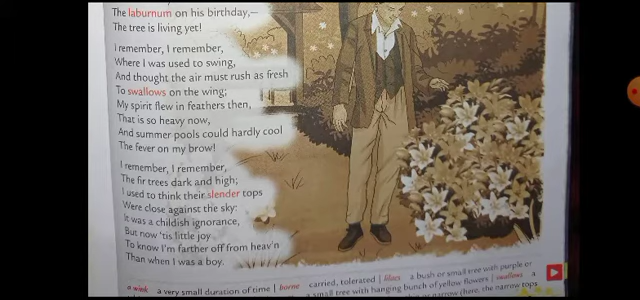 The laburnum on his birthday,—
The tree is living yet!
I remember, I remember,
Where I was used to swing,
And thought the air must rush as fresh
To swallows on the wing;
My spirit flew in feathers then,
That is so heavy now,
And summer pools could hardly cool
The fever on my brow!
I remember, I remember,
The fir trees dark and high;
I used to think their slender tops
Were close against the sky:
It was a childish ignorance,
But now 'tis little joy
To know I'm farther off from heav'n
Than when I was a boy.
a wink a very small duration of time | borne carried, tolerated | lilacs a bush or small tree with purple or
a small tree with hanging bunch of yellow flowers | swallows a
the narrow tops